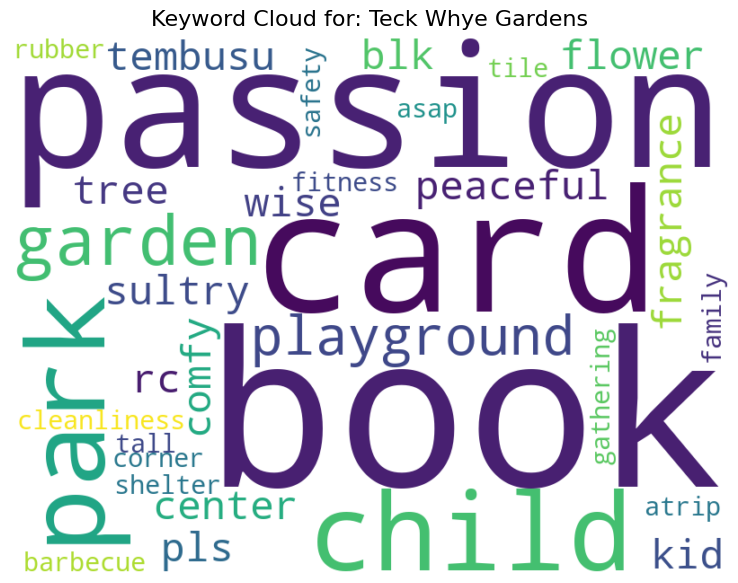 Keyword Cloud for: Teck Whye Gardens
rubber
tembusu
safety
blk
tile
flower
passion
asap
tree
fitness
wise
peaceful
fragrance
garden
card
sultry
family
park
comfy
playground
rc
book
gathering
cleanliness
tall
corner
shelter
center
child
atrip
barbecue
pls
kid